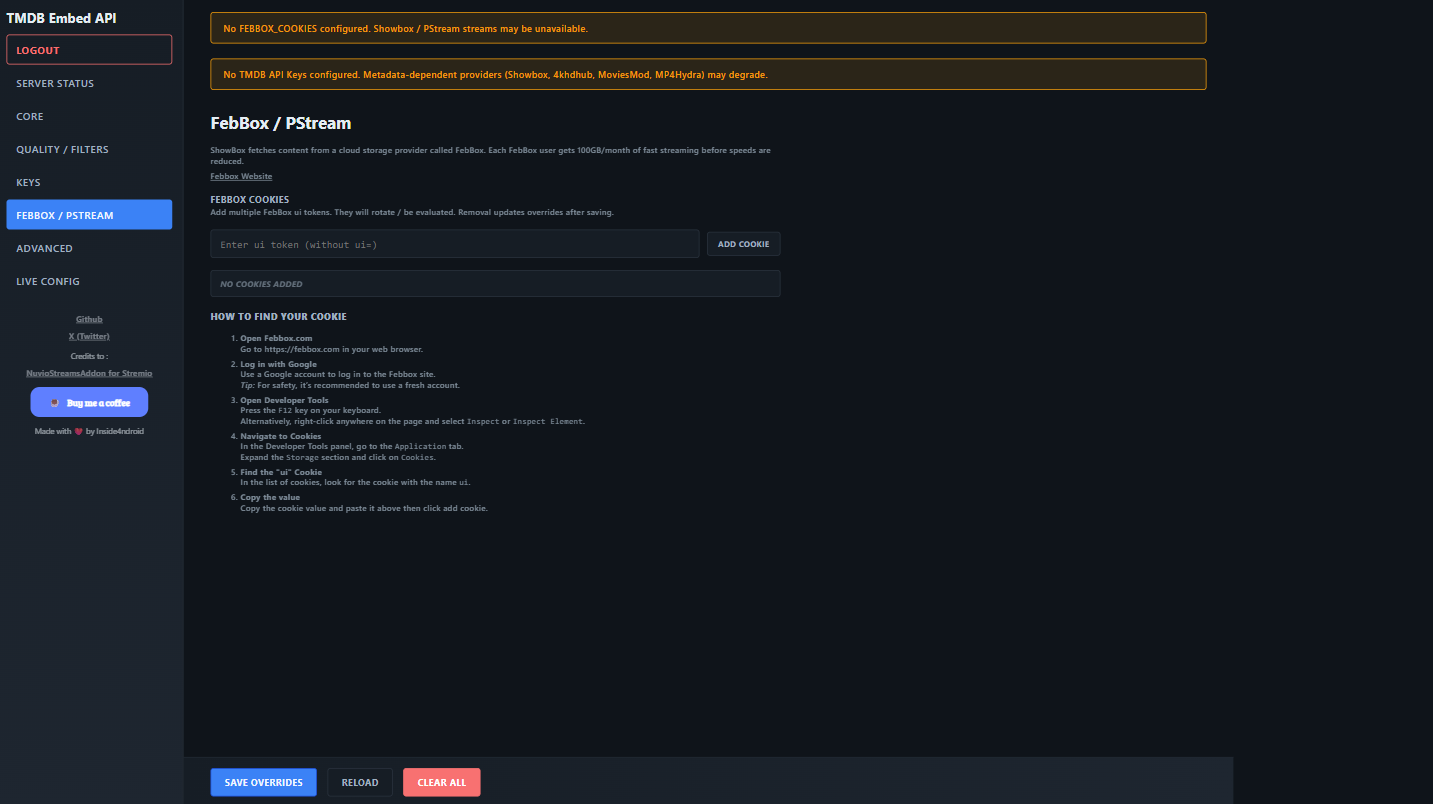 TMDB Embed API
LOGOUT
SERVER STATUS
CORE
QUALITY / FILTERS
KEYS
FEBBOX / PSTREAM
ADVANCED
LIVE CONFIG
Github
X (Twitter)
Credits to :
NuvioStreamsAddon for Stremio
Buy me a coffee
Made with ❤️ by Inside4ndroid
No FEBBOX_COOKIES configured. Showbox / PStream streams may be unavailable.
No TMDB API Keys configured. Metadata-dependent providers (Showbox, 4khdhub, MoviesMod, MP4Hydra) may degrade.
FebBox / PStream
ShowBox fetches content from a cloud storage provider called FebBox. Each FebBox user gets 100GB/month of fast streaming before speeds are
reduced.
Febbox Website
FEBBOX COOKIES
Add multiple FebBox ui tokens. They will rotate / be evaluated. Removal updates overrides after saving.
Enter ui token (without ui=)
ADD COOKIE
NO COOKIES ADDED
HOW TO FIND YOUR COOKIE
1. Open Febbox.com
Go to https://febbox.com in your web browser.
2. Log in with Google
Use a Google account to log in to the Febbox site.
Tip: For safety, it's recommended to use a fresh account.
3. Open Developer Tools
Press the F12 key on your keyboard.
Alternatively, right-click anywhere on the page and select Inspect or Inspect Element.
4. Navigate to Cookies
In the Developer Tools panel, go to the Application tab.
Expand the Storage section and click on Cookies.
5. Find the "ui" Cookie
In the list of cookies, look for the cookie with the name ui.
6. Copy the value
Copy the cookie value and paste it above then click add cookie.
SAVE OVERRIDES
RELOAD
CLEAR ALL